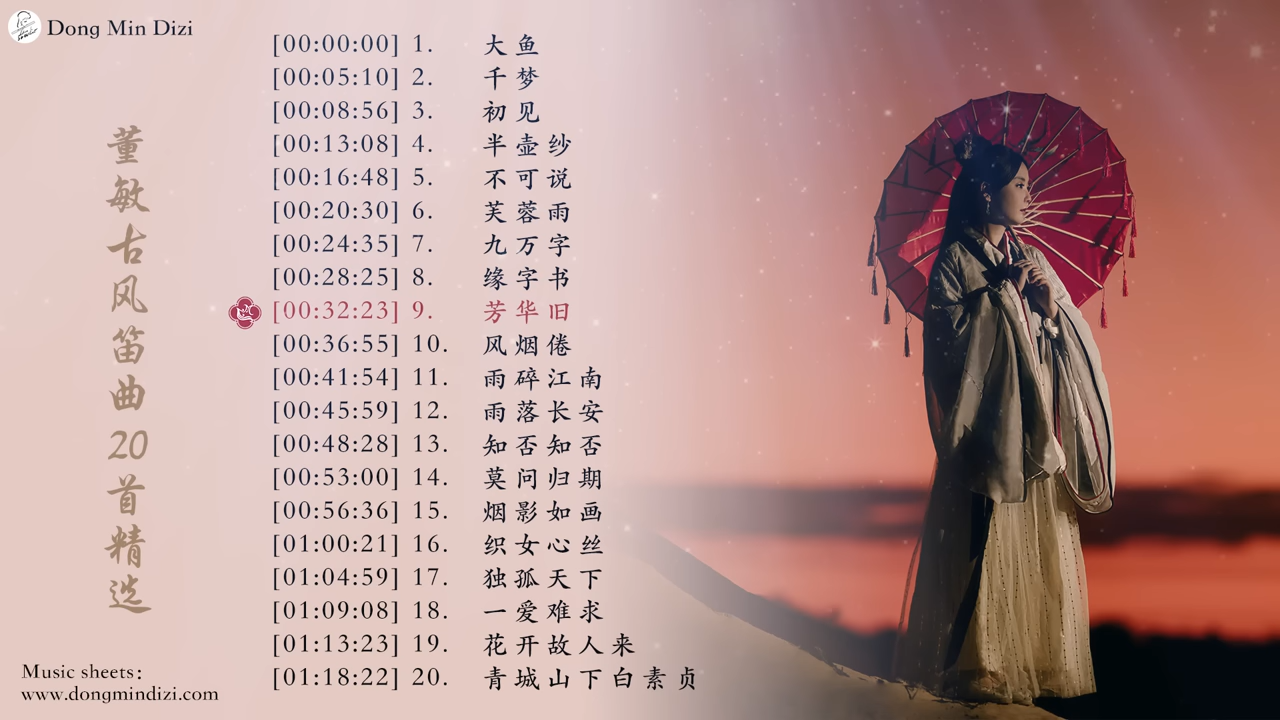 Dong Min Dizi
董敏古风笛曲20首精选
[00:00:00] 1. 大鱼
[00:05:10] 2. 千梦
[00:08:56] 3. 初见
[00:13:08] 4. 半壶纱
[00:16:48] 5. 不可说
[00:20:30] 6. 芙蓉雨
[00:24:35] 7. 九万字
[00:28:25] 8. 缘字书
[00:32:23] 9. 芳华旧
[00:36:55] 10. 风烟倦
[00:41:54] 11. 雨碎江南
[00:45:59] 12. 雨落长安
[00:48:28] 13. 知否知否
[00:53:00] 14. 莫问归期
[00:56:36] 15. 烟影如画
[01:00:21] 16. 织女心丝
[01:04:59] 17. 独孤天下
[01:09:08] 18. 一爱难求
[01:13:23] 19. 花开故人来
[01:18:22] 20. 青城山下白素贞
Music sheets:
www.dongmindizi.com